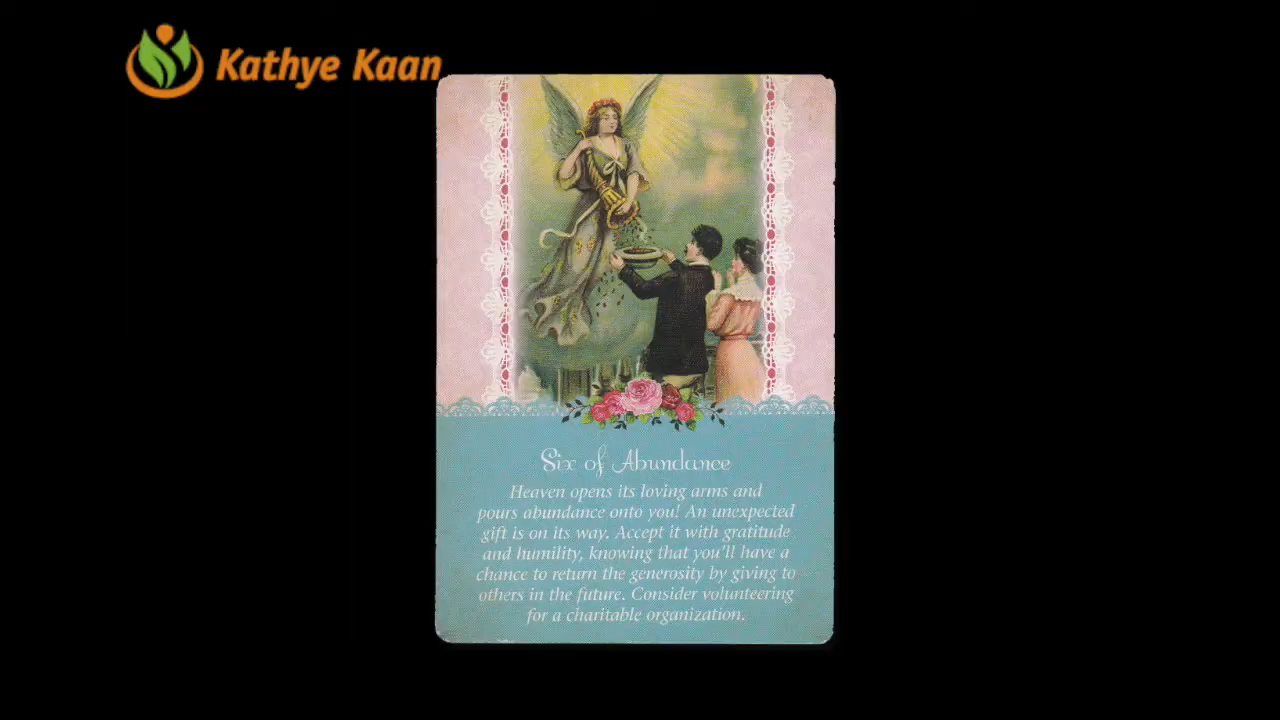 Kathye Kaan
Six of Abundance
Heaven opens its loving arms and
pours abundance onto you! An unexpected
gift is on its way. Accept it with gratitude
and humility, knowing that you'll have a
chance to return the generosity by giving to
others in the future. Consider volunteering
for a charitable organization.